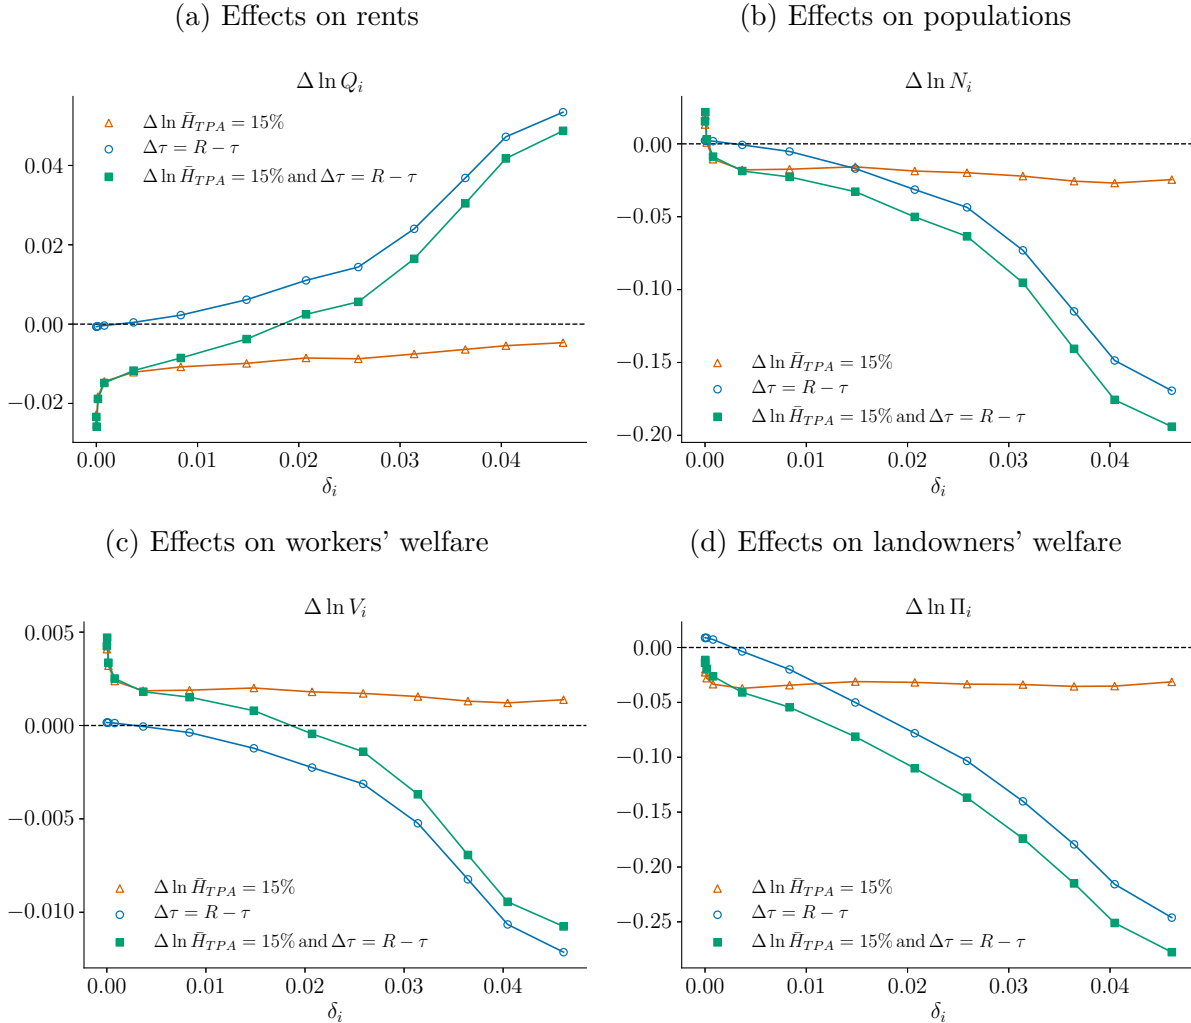 (a) Effects on rents
Δ ln Q_i
Δ ln H̄_TPA = 15%
Δτ = R − τ
Δ ln H̄_TPA = 15% and Δτ = R − τ
0.04
0.02
0.00
−0.02
0.00 0.01 0.02 0.03 0.04
δ_i
(b) Effects on populations
Δ ln N_i
0.00
−0.05
−0.10
−0.15
−0.20
Δ ln H̄_TPA = 15%
Δτ = R − τ
Δ ln H̄_TPA = 15% and Δτ = R − τ
0.00 0.01 0.02 0.03 0.04
δ_i
(c) Effects on workers’ welfare
Δ ln V_i
0.005
0.000
−0.005
−0.010
Δ ln H̄_TPA = 15%
Δτ = R − τ
Δ ln H̄_TPA = 15% and Δτ = R − τ
0.00 0.01 0.02 0.03 0.04
δ_i
(d) Effects on landowners’ welfare
Δ ln Π_i
0.00
−0.05
−0.10
−0.15
−0.20
−0.25
Δ ln H̄_TPA = 15%
Δτ = R − τ
Δ ln H̄_TPA = 15% and Δτ = R − τ
0.00 0.01 0.02 0.03 0.04
δ_i